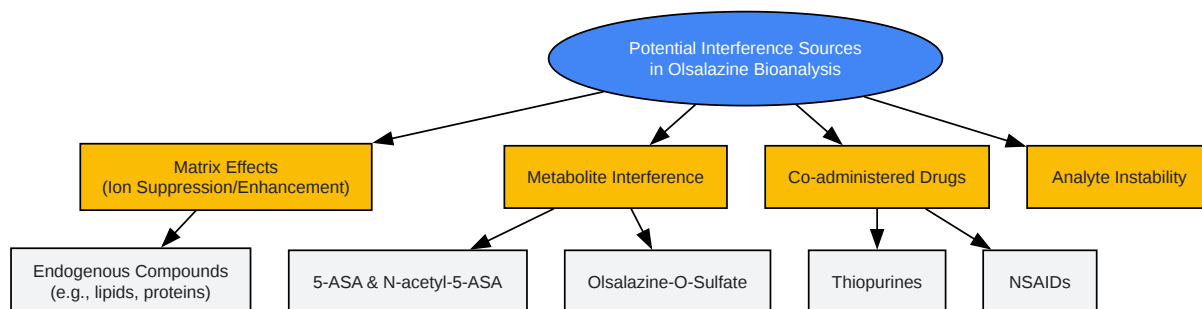 Potential Interference Sources
in Olsalazine Bioanalysis
Matrix Effects
(Ion Suppression/Enhancement)
Metabolite Interference
Co-administered Drugs
Analyte Instability
Endogenous Compounds
(e.g., lipids, proteins)
5-ASA & N-acetyl-5-ASA
Olsalazine-O-Sulfate
Thiopurines
NSAIDs